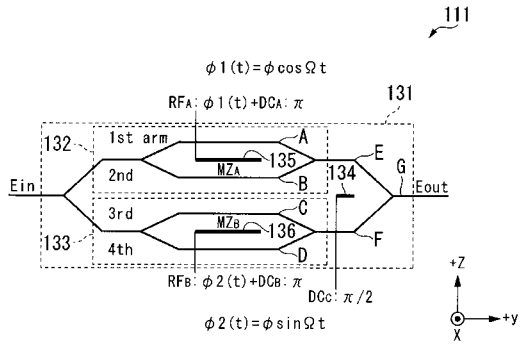 111
ϕ1(t)=ϕcosΩt
RFA: ϕ1(t)+DCA: π
131
132
1st arm
A
E
135
134
MZA
2nd
B
G
Ein
Eout
3rd
C
MZB
136
133
4th
D
F
RFB: ϕ2(t)+DCB: π
DCC: π/2
ϕ2(t)=ϕsinΩt
+Z
X
+y